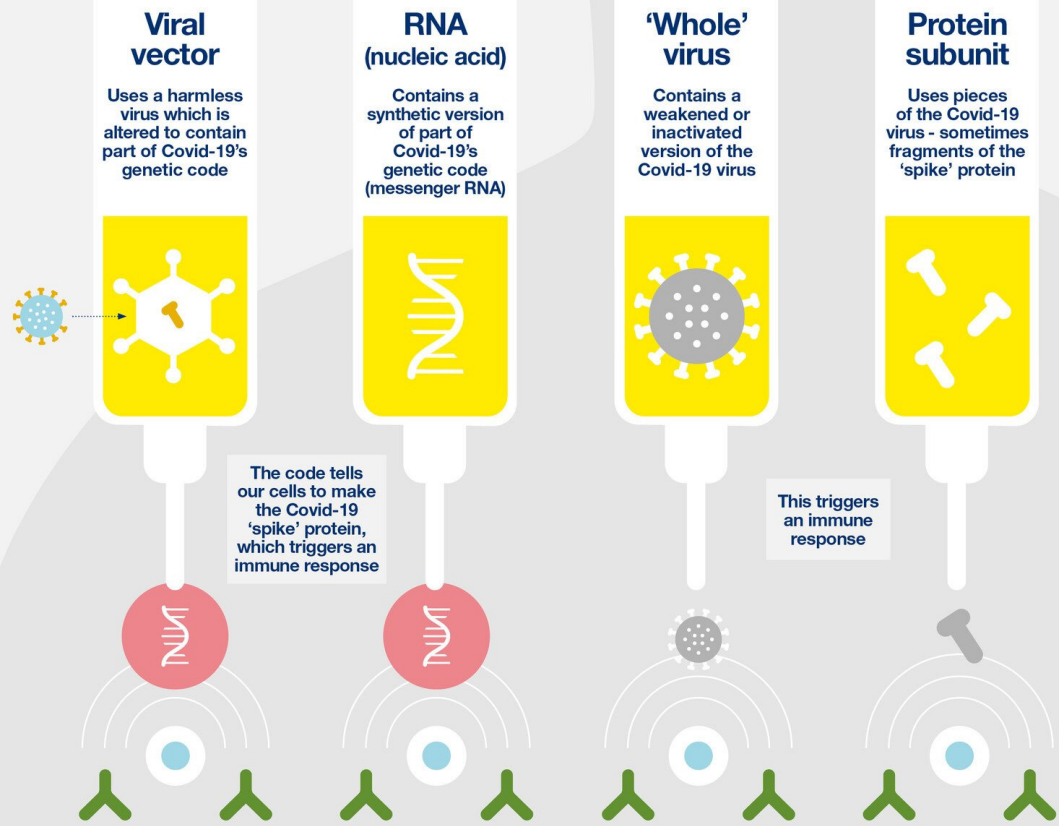 Viral
vector
Uses a harmless
virus which is
altered to contain
part of Covid-19's
genetic code
RNA
(nucleic acid)
Contains a
synthetic version
of part of
Covid-19's
genetic code
(messenger RNA)
'Whole'
virus
Contains a
weakened or
inactivated
version of the
Covid-19 virus
Protein
subunit
Uses pieces
of the Covid-19
virus - sometimes
fragments of the
'spike' protein
The code tells
our cells to make
the Covid-19
'spike' protein,
which triggers an
immune response
This triggers
an immune
response